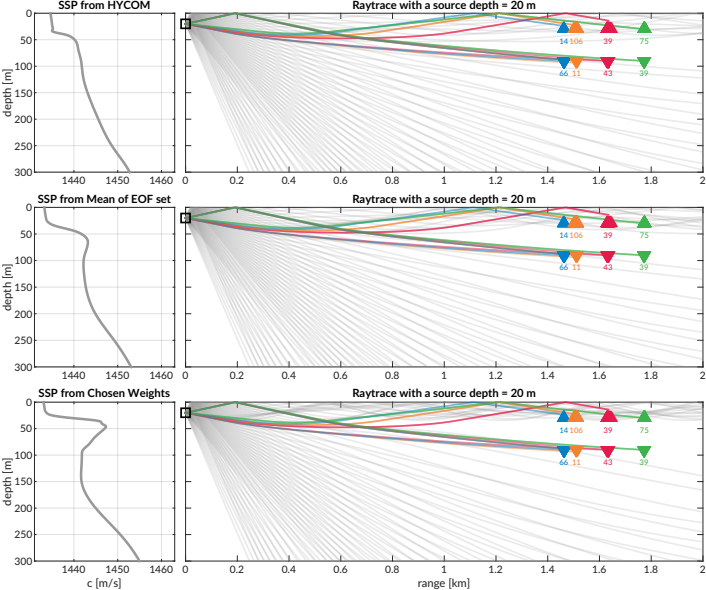 SSP from HYCOM
Raytrace with a source depth = 20 m
0
50
100
150
200
250
300
depth [m]
1440 1450 1460
14 106 39 75
66 11 43 39
0 0.2 0.4 0.6 0.8 1 1.2 1.4 1.6 1.8 2
SSP from Mean of EOF set
Raytrace with a source depth = 20 m
0
50
100
150
200
250
300
depth [m]
1440 1450 1460
14 106 39 75
66 11 43 39
0 0.2 0.4 0.6 0.8 1 1.2 1.4 1.6 1.8 2
SSP from Chosen Weights
Raytrace with a source depth = 20 m
0
50
100
150
200
250
300
depth [m]
1440 1450 1460
c [m/s]
14 106 39 75
66 11 43 39
0 0.2 0.4 0.6 0.8 1 1.2 1.4 1.6 1.8 2
range [km]